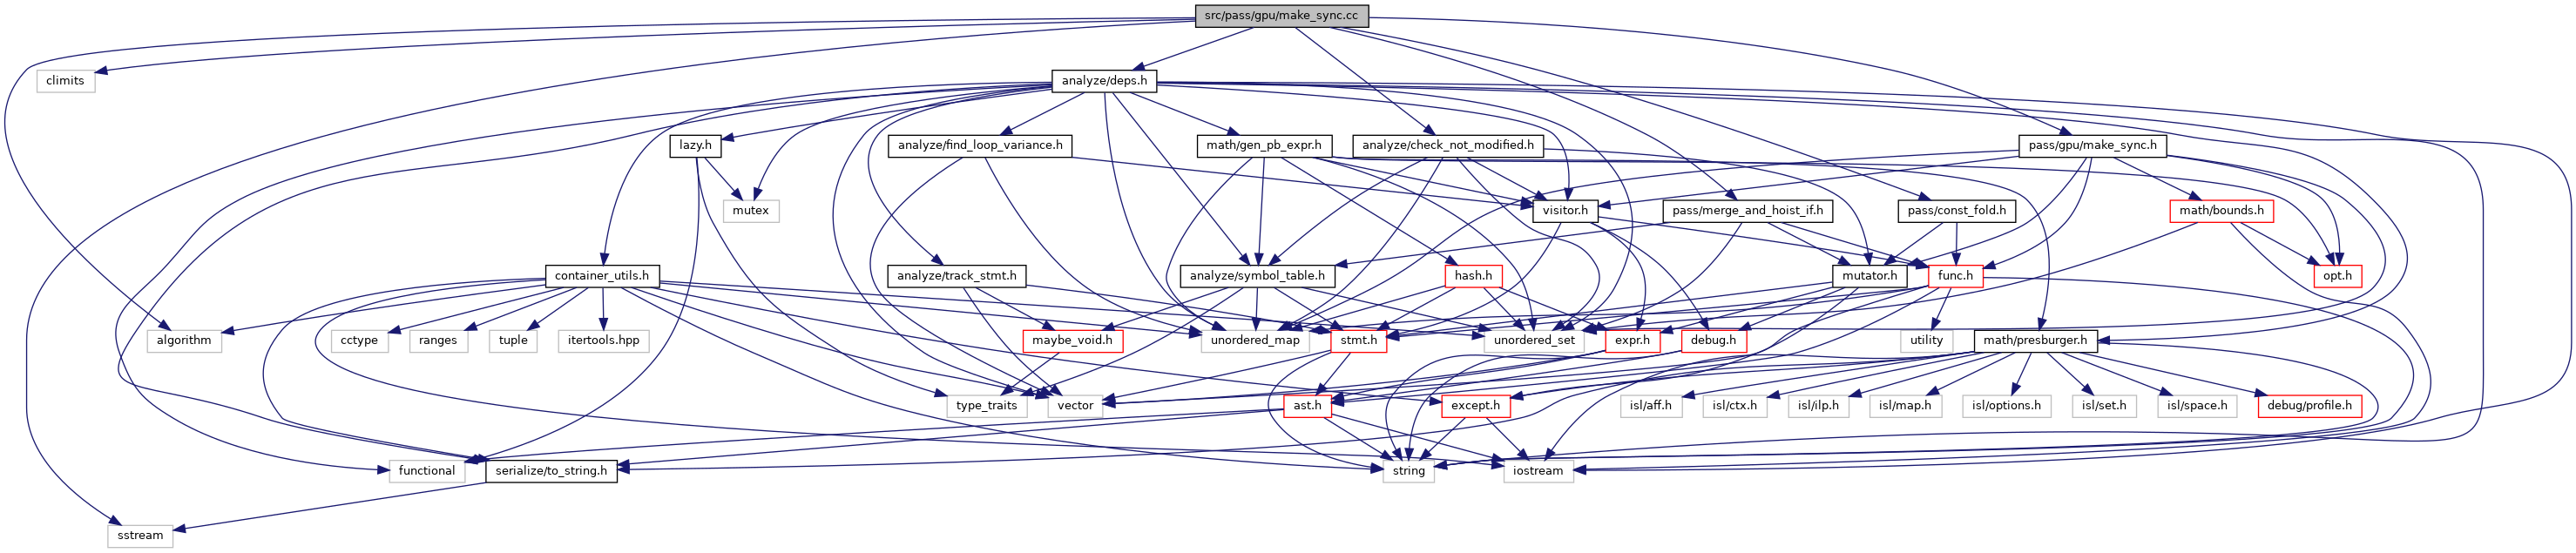 src/pass/gpu/make_sync.cc
climits
analyze/deps.h
lazy.h
analyze/find_loop_variance.h
math/gen_pb_expr.h
analyze/check_not_modified.h
pass/gpu/make_sync.h
mutex
visitor.h
pass/merge_and_hoist_if.h
pass/const_fold.h
math/bounds.h
container_utils.h
analyze/track_stmt.h
analyze/symbol_table.h
hash.h
mutator.h
func.h
opt.h
algorithm
cctype
ranges
tuple
itertools.hpp
maybe_void.h
unordered_map
stmt.h
unordered_set
expr.h
debug.h
utility
math/presburger.h
type_traits
vector
ast.h
except.h
isl/aff.h
isl/ctx.h
isl/ilp.h
isl/map.h
isl/options.h
isl/set.h
isl/space.h
debug/profile.h
functional
serialize/to_string.h
string
iostream
sstream